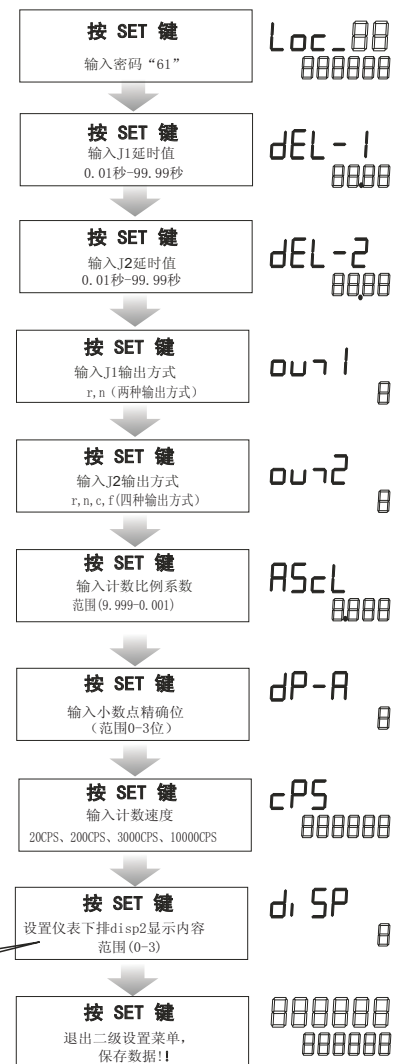 按 SET 键
输入密码“61”
Loc_88
888888
按 SET 键
输入J1延时值
0.01秒-99.99秒
dEL-1
88.88
按 SET 键
输入J2延时值
0.01秒-99.99秒
dEL-2
88.88
按 SET 键
输入J1输出方式
r,n（两种输出方式）
ou┐1
8
按 SET 键
输入J2输出方式
r,n,c,f(四种输出方式）
ou┐2
8
按 SET 键
输入计数比例系数
范围(9.999-0.001)
AScL
8.888
按 SET 键
输入小数点精确位
（范围0-3位）
dP-A
8
按 SET 键
输入计数速度
20CPS、200CPS、3000CPS、10000CPS
cPS
888888
按 SET 键
设置仪表下排disp2显示内容
范围(0-3)
di SP
8
按 SET 键
退出二级设置菜单，
保存数据!!
888888
888888